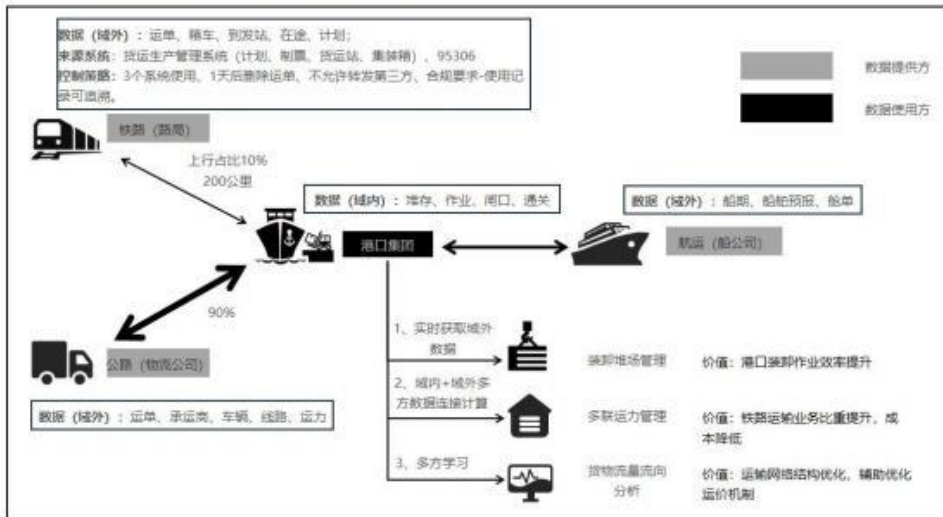 数据（域外）：运单、箱车、到发站、在途、计划；
来源系统：货运生产管理系统（计划、制票、货运站、集装箱）、95306
控制策略：3个系统使用、1天后删除运单、不允许转发第三方、合规要求-使用记
录可追溯。
数据提供方
数据使用方
铁路（路局）
上行占比10%
200公里
数据（域内）：堆存、作业、闸口、通关
数据（域外）：船期、船舶预报、舱单
港口集团
航运（船公司）
90%
公路（物流公司）
数据（域外）：运单、承运商、车辆、线路、运力
1、实时获取域外
数据
装卸堆场管理
价值：港口装卸作业效率提升
2、域内+域外多
方数据连接计算
多联运力管理
价值：铁路运输业务比重提升，成
本降低
3、多方学习
货物流量流向
分析
价值：运输网络结构优化，辅助优化
运价机制